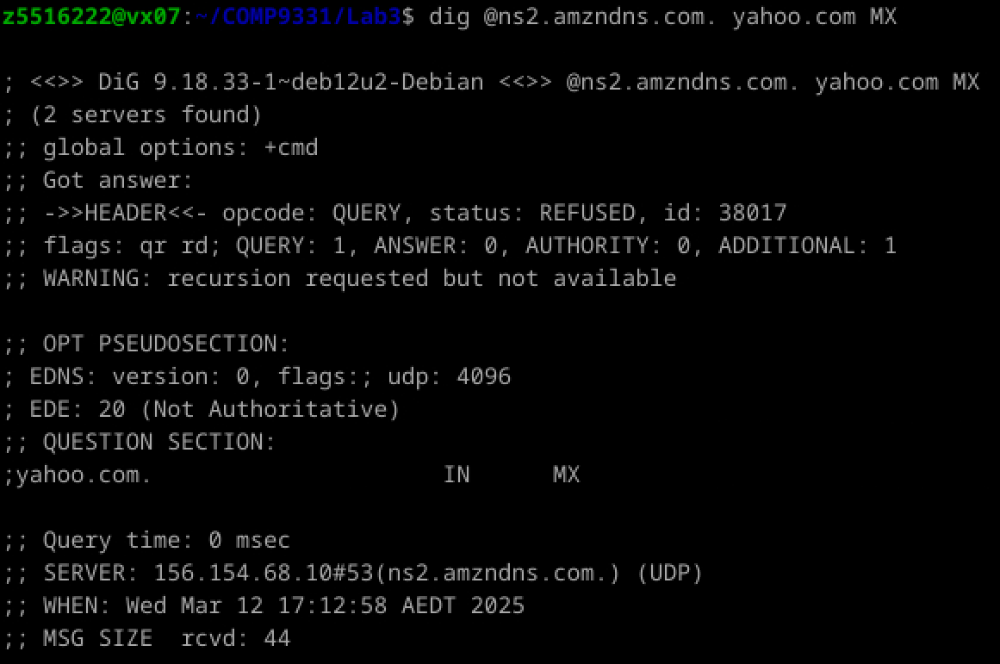 z5516222@vx07:~/COMP9331/Lab3$ dig @ns2.amzndns.com. yahoo.com MX

; <<>> DiG 9.18.33-1~deb12u2-Debian <<>> @ns2.amzndns.com. yahoo.com MX
; (2 servers found)
;; global options: +cmd
;; Got answer:
;; ->>HEADER<<- opcode: QUERY, status: REFUSED, id: 38017
;; flags: qr rd; QUERY: 1, ANSWER: 0, AUTHORITY: 0, ADDITIONAL: 1
;; WARNING: recursion requested but not available

;; OPT PSEUDOSECTION:
; EDNS: version: 0, flags:; udp: 4096
; EDE: 20 (Not Authoritative)
;; QUESTION SECTION:
;yahoo.com.			IN	MX

;; Query time: 0 msec
;; SERVER: 156.154.68.10#53(ns2.amzndns.com.) (UDP)
;; WHEN: Wed Mar 12 17:12:58 AEDT 2025
;; MSG SIZE  rcvd: 44